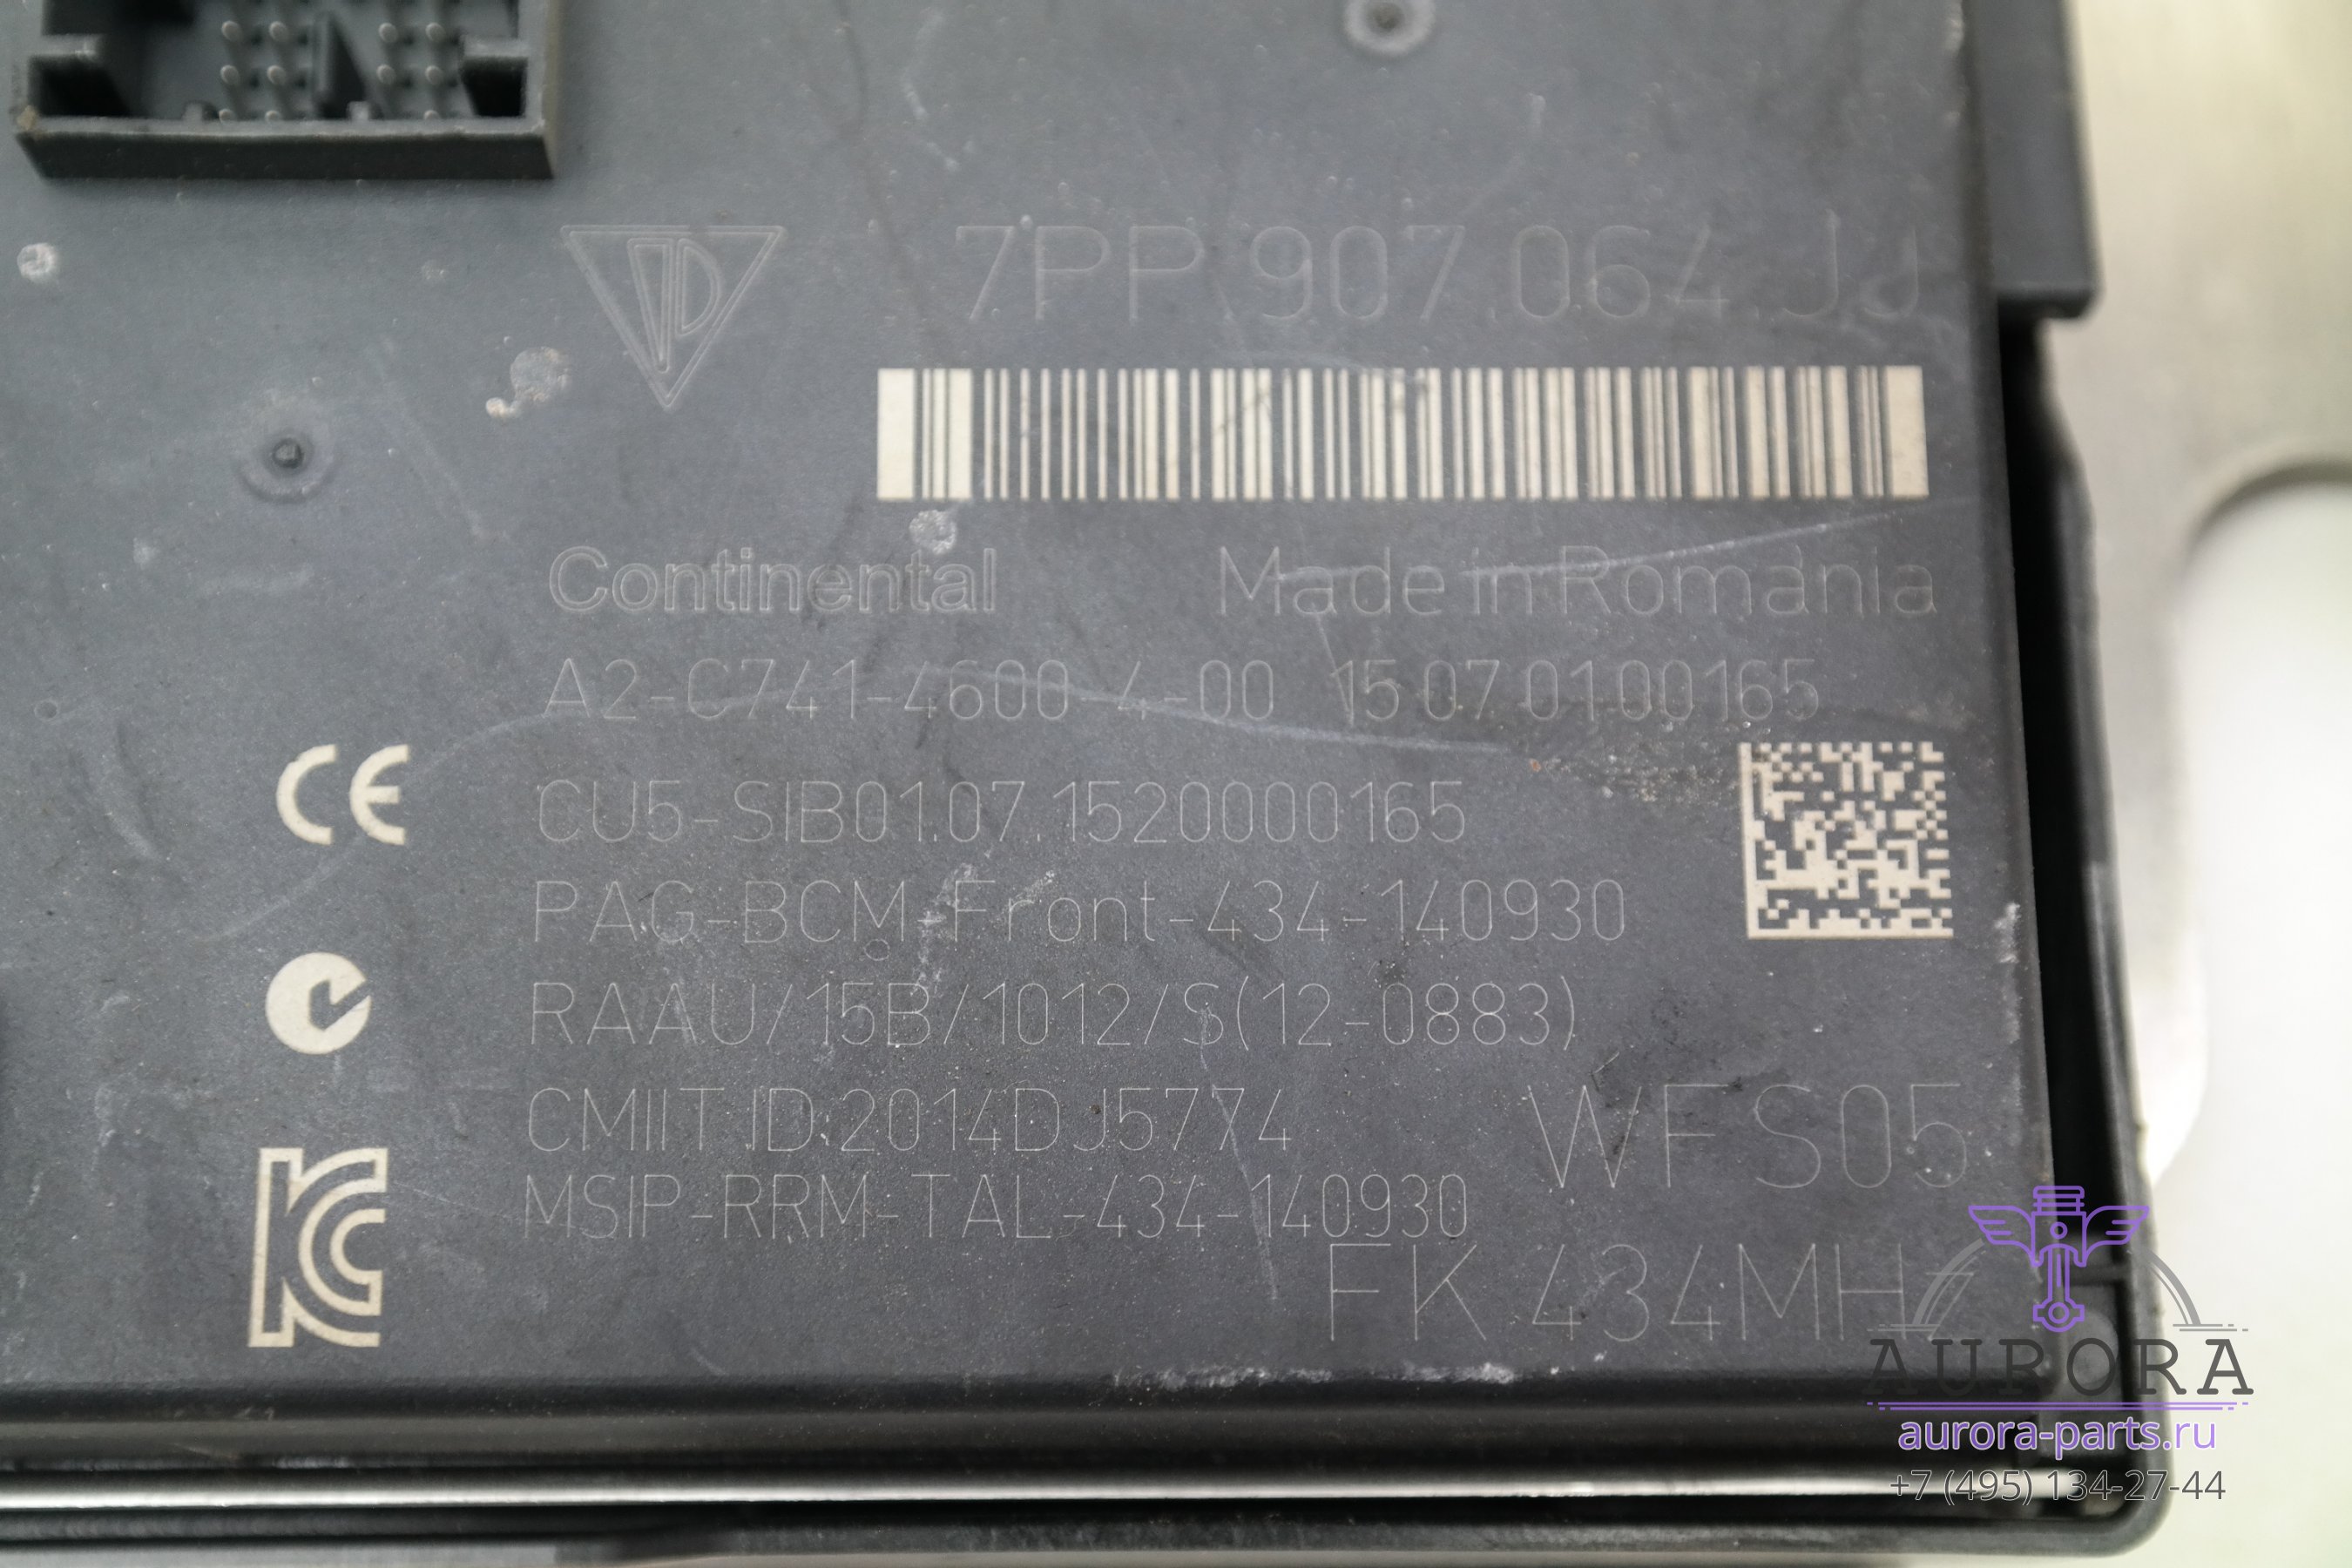 7PP.907.064.JJ
Continental Made in Romania
A2-C741-4600-4-00 15 07 01 00165
CU5-SIB01.07.1520000165
PAG-BCM-Front-434-140930
RAAU/15B/1012/S(12-0883)
CMIIT ID:2014DJ5774
WFS05
MSIP-RRM-TAL-434-140930
FK 434MHz
AURORA
aurora-parts.ru
+7 (495) 134-27-44